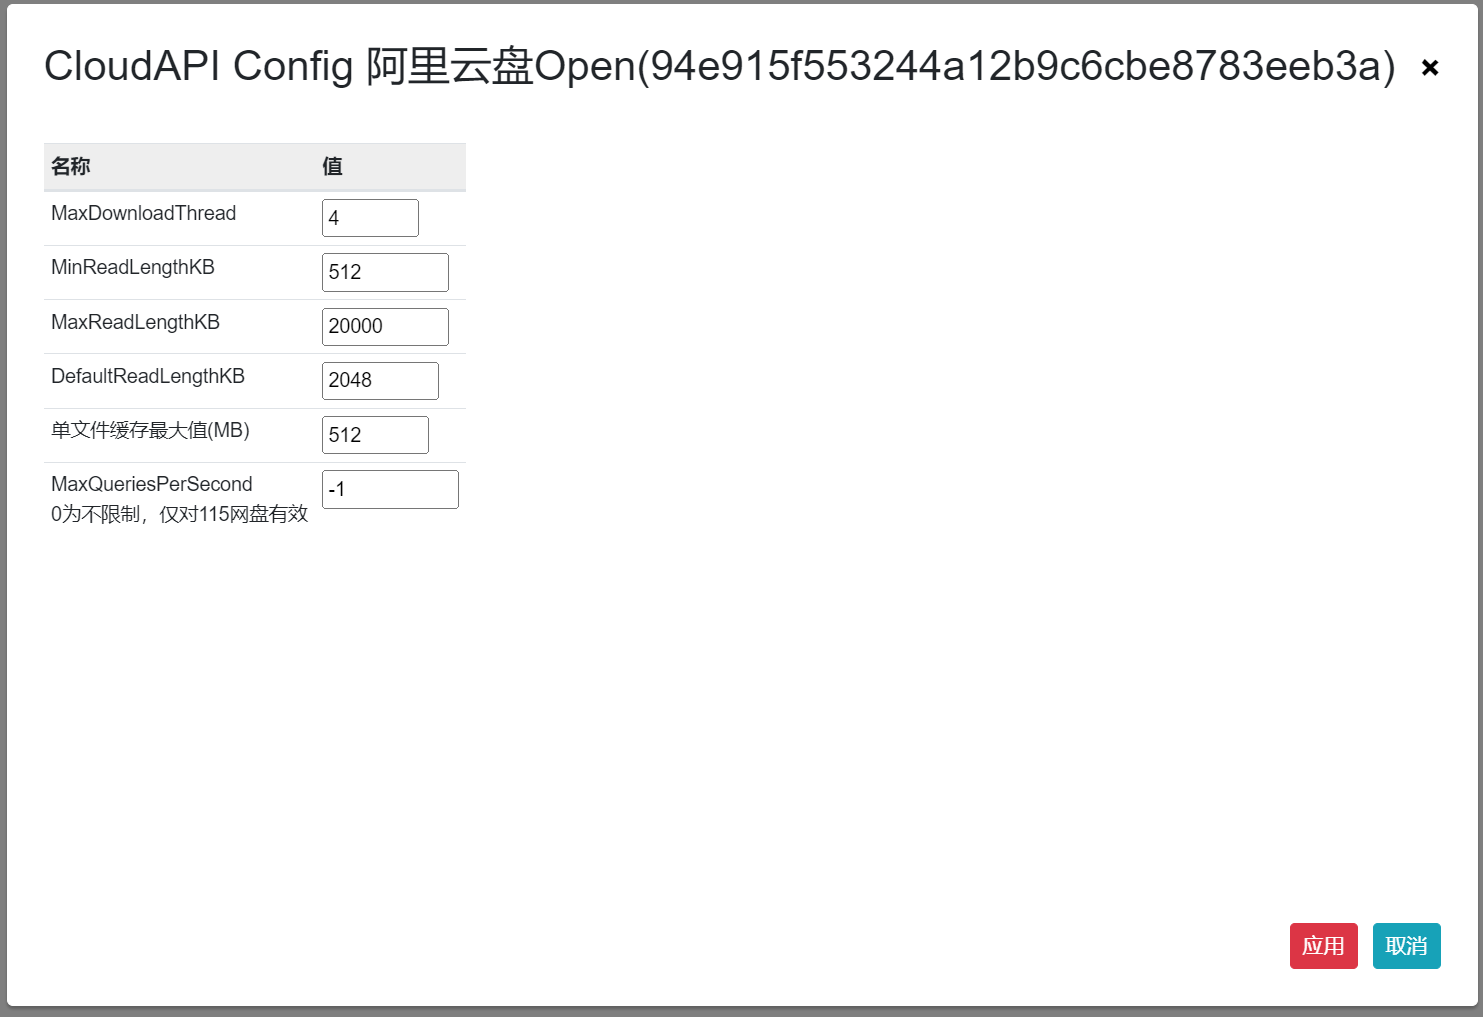 CloudAPI Config 阿里云盘Open(94e915f553244a12b9c6cbe8783eeb3a) ×
名称 值
MaxDownloadThread 4
MinReadLengthKB 512
MaxReadLengthKB 20000
DefaultReadLengthKB 2048
单文件缓存最大值(MB) 512
MaxQueriesPerSecond -1
0为不限制，仅对115网盘有效
应用 取消